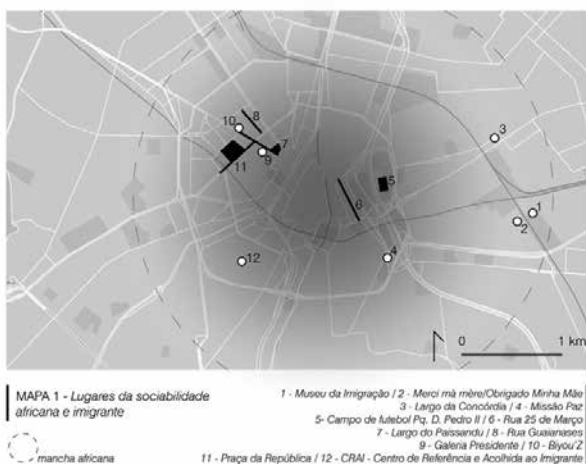 10
8
7
9
11
3
5
6
1
2
4
12
0 1 km
MAPA 1 - Lugares da sociabilidade
africana e imigrante
mancha africana
1 - Museu da Imigração / 2 - Merci mà mère/Obrigado Minha Mãe
3 - Largo da Concórdia / 4 - Missão Paz
5- Campo de futebol Pq. D. Pedro II / 6 - Rua 25 de Março
7 - Largo do Paissandu / 8 - Rua Guaianases
9 - Galeria Presidente / 10 - Biyou'Z
11 - Praça da República / 12 - CRAI - Centro de Referência e Acolhida ao Imigrante